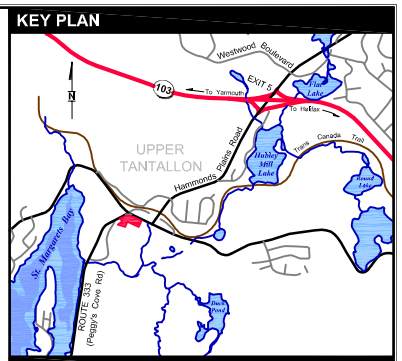 KEY PLAN
Westwood Boulevard
EXIT 5
Flat
Lake
103
To Yarmouth
To Halifax
N
UPPER
TANTALLON
Hammonds Plains Road
Hubley
Mill
Lake
Trans Canada Trail
Round
Lake
St. Margarets Bay
ROUTE 333
(Peggy's Cove Rd)
Duck
Pond